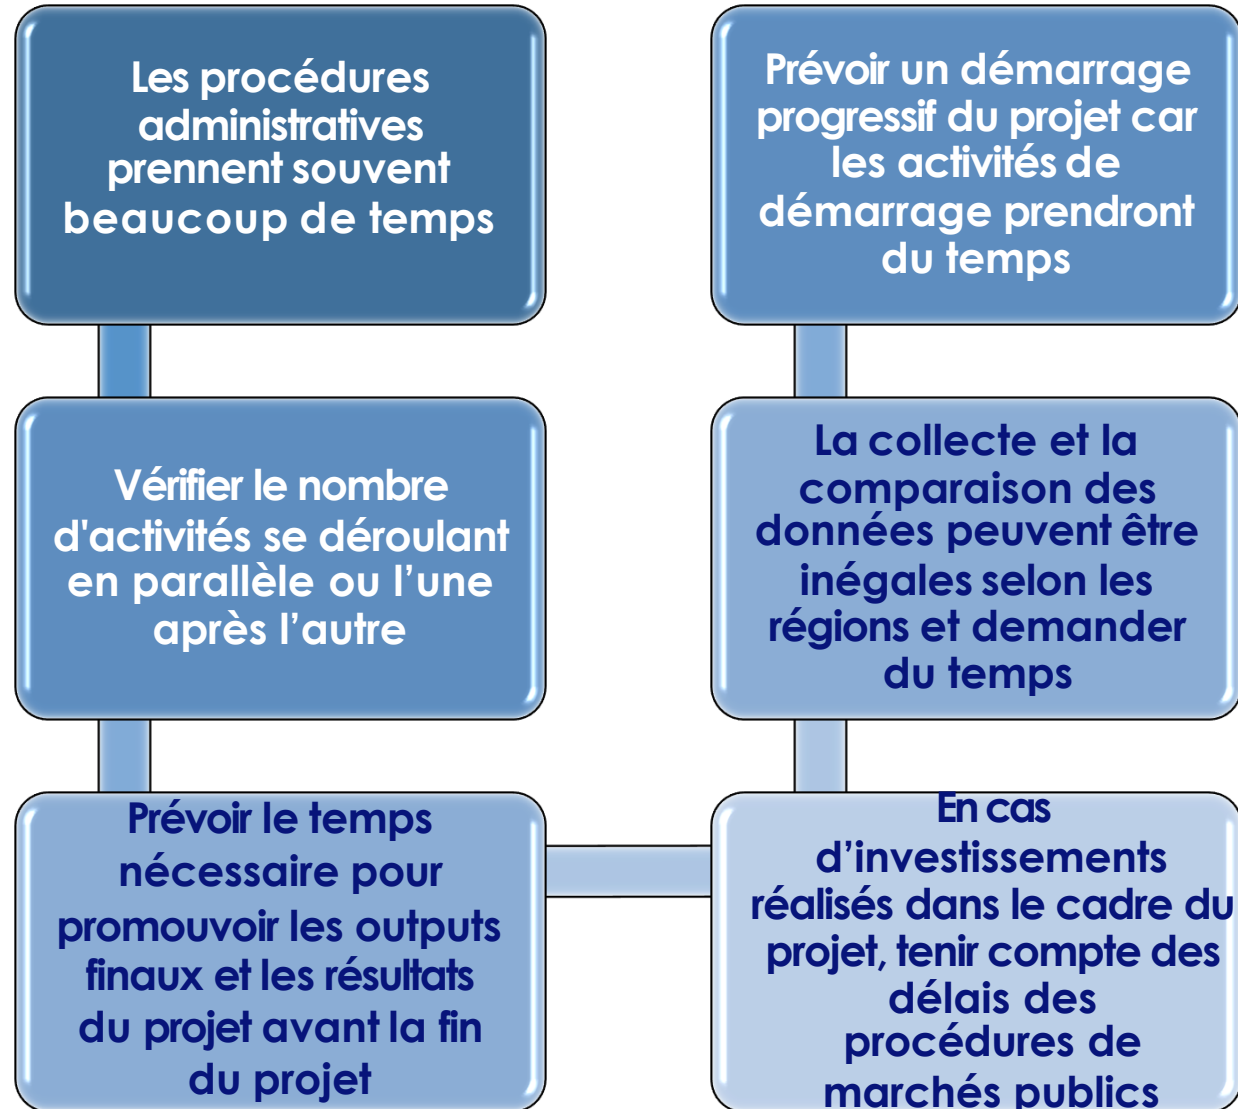 Les procédures
administratives
prennent souvent
beaucoup de temps
Vérifier le nombre
d'activités se déroulant
en parallèle ou l’une
après l’autre
Prévoir le temps
nécessaire pour
promouvoir les outputs
finaux et les résultats
du projet avant la fin
du projet
En cas
d’investissements
réalisés dans le cadre du
projet, tenir compte des
délais des
procédures de
marchés publics
La collecte et la
comparaison des
données peuvent être
inégales selon les
régions et demander
du temps
Prévoir un démarrage
progressif du projet car
les activités de
démarrage prendront
du temps